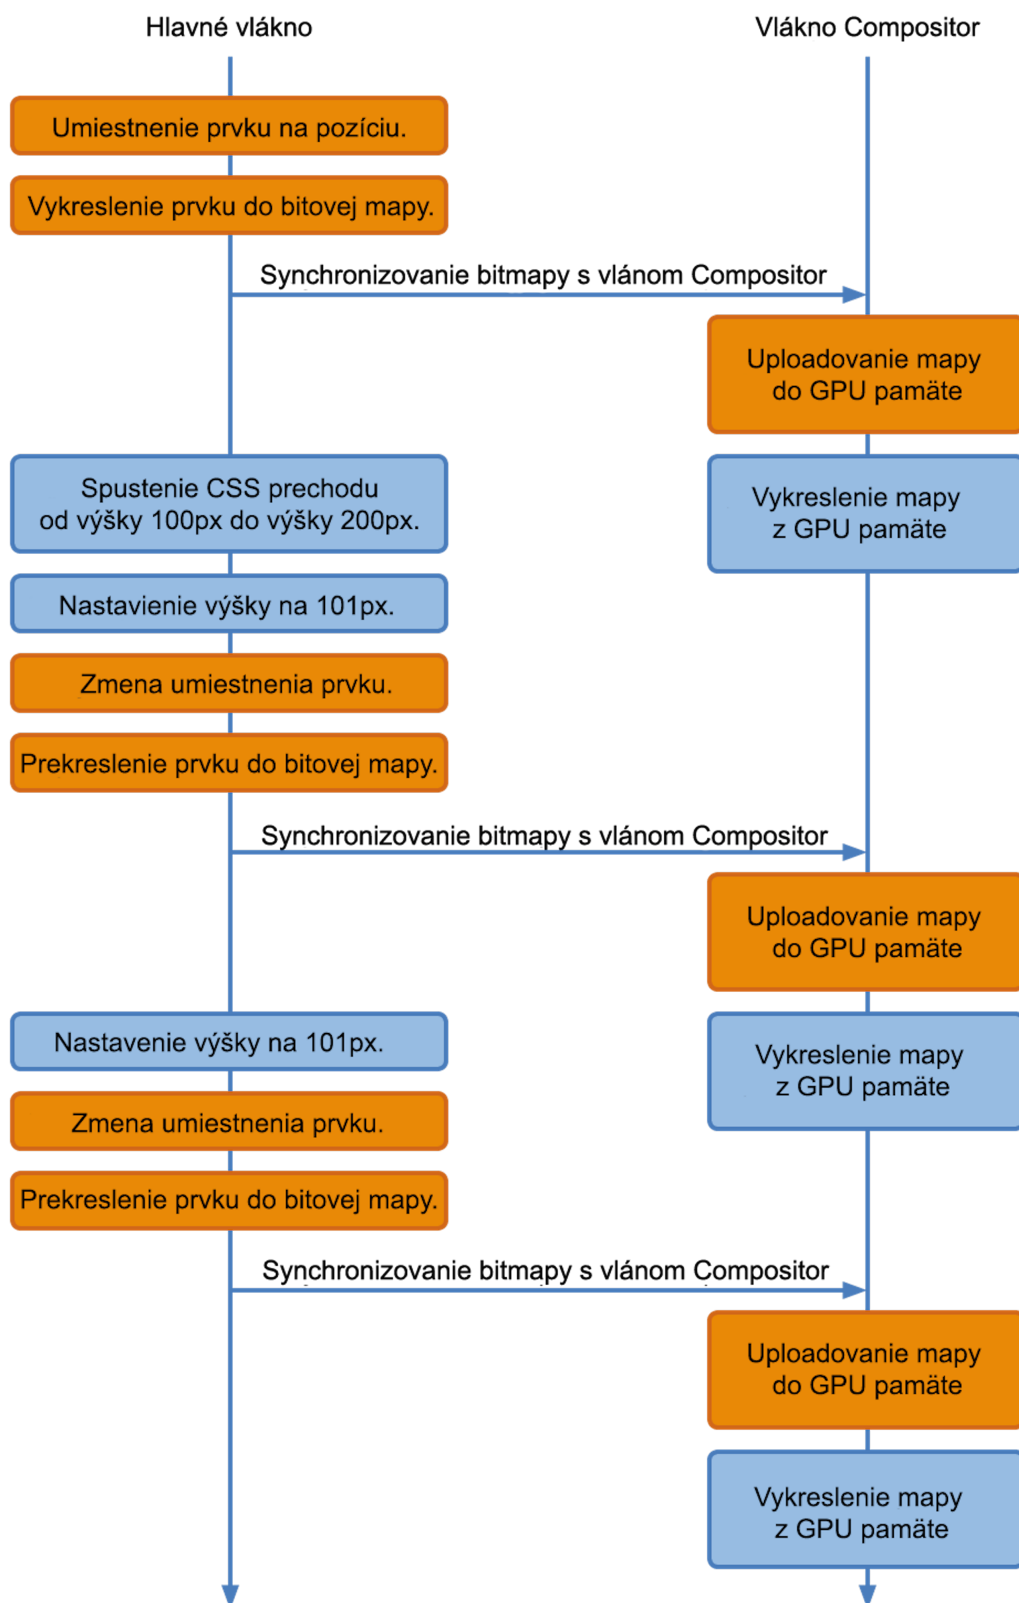 Hlavné vlákno
Vlákno Compositor
Umiestnenie prvku na pozíciu.
Vykreslenie prvku do bitovej mapy.
Synchronizovanie bitmapy s vlánom Compositor
Uploadovanie mapy
do GPU pamäte
Spustenie CSS prechodu
od výšky 100px do výšky 200px.
Vykreslenie mapy
z GPU pamäte
Nastavienie výšky na 101px.
Zmena umiestnenia prvku.
Prekreslenie prvku do bitovej mapy.
Synchronizovanie bitmapy s vlánom Compositor
Uploadovanie mapy
do GPU pamäte
Nastavenie výšky na 101px.
Vykreslenie mapy
z GPU pamäte
Zmena umiestnenia prvku.
Prekreslenie prvku do bitovej mapy.
Synchronizovanie bitmapy s vlánom Compositor
Uploadovanie mapy
do GPU pamäte
Vykreslenie mapy
z GPU pamäte